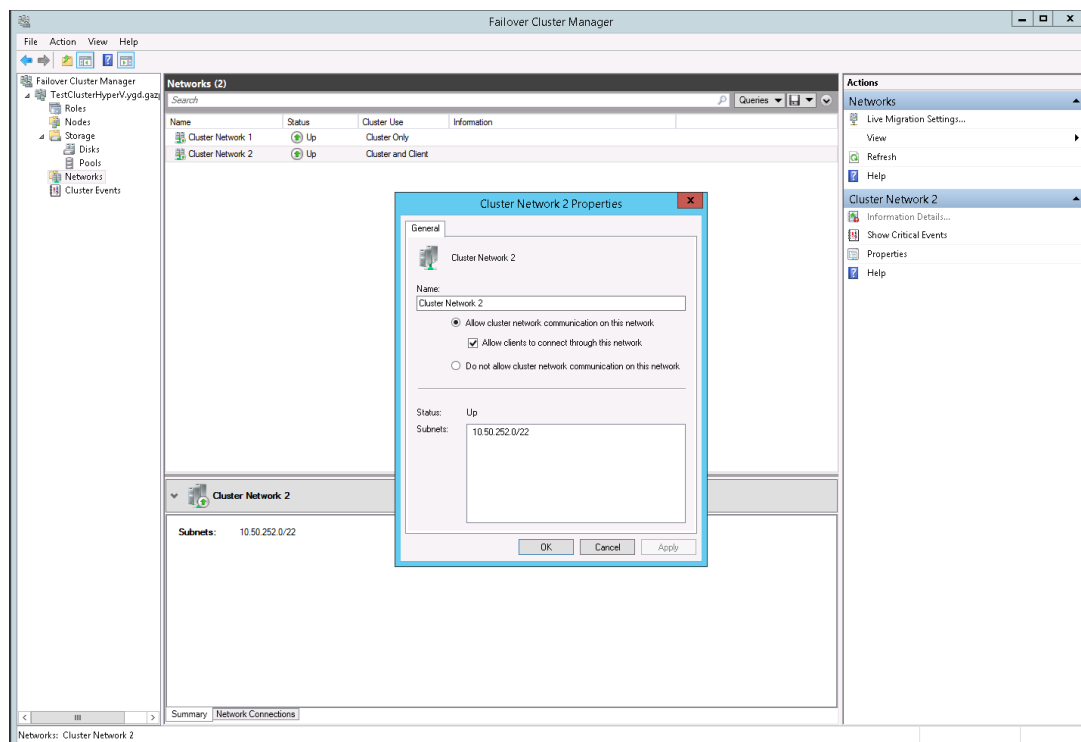 Failover Cluster Manager
File Action View Help
Failover Cluster Manager
TestClusterHyperV.ygd.gazp
Roles
Nodes
Storage
Disks
Pools
Networks
Cluster Events
Networks (2)
Search
Queries
Name Status Cluster Use Information
Cluster Network 1 Up Cluster Only
Cluster Network 2 Up Cluster and Client
Cluster Network 2 Properties
General
Cluster Network 2
Name:
Cluster Network 2
Allow cluster network communication on this network
Allow clients to connect through this network
Do not allow cluster network communication on this network
Status: Up
Subnets: 10.50.252.0/22
OK Cancel Apply
Cluster Network 2
Subnets: 10.50.252.0/22
Summary Network Connections
Actions
Networks
Live Migration Settings...
View
Refresh
Help
Cluster Network 2
Information Details...
Show Critical Events
Properties
Help
Networks: Cluster Network 2